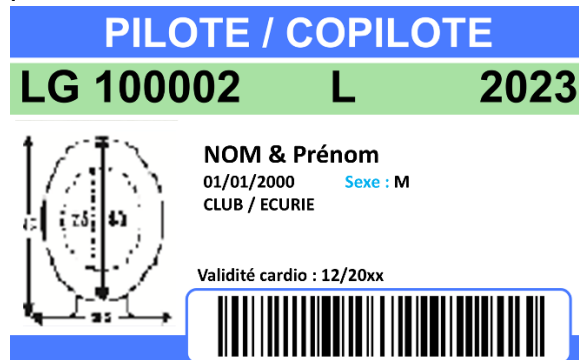 PILOTE / COPILOTE
LG 100002 L 2023
NOM & Prénom
01/01/2000 Sexe : M
CLUB / ECURIE
Validité cardio : 12/20xx